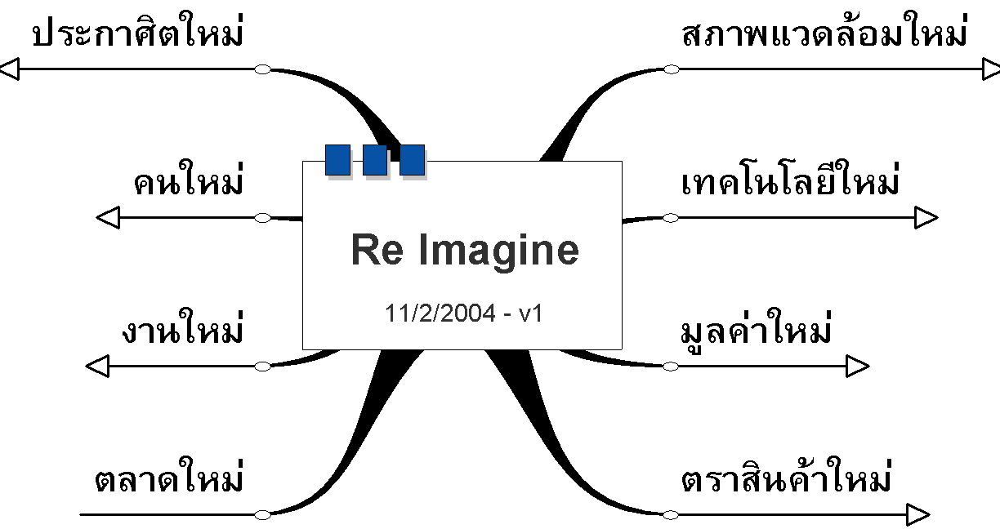 ประกาศิตใหม่
สภาพแวดล้อมใหม่
คนใหม่
เทคโนโลยีใหม่
Re Imagine
11/2/2004 - v1
งานใหม่
มูลค่าใหม่
ตลาดใหม่
ตราสินค้าใหม่